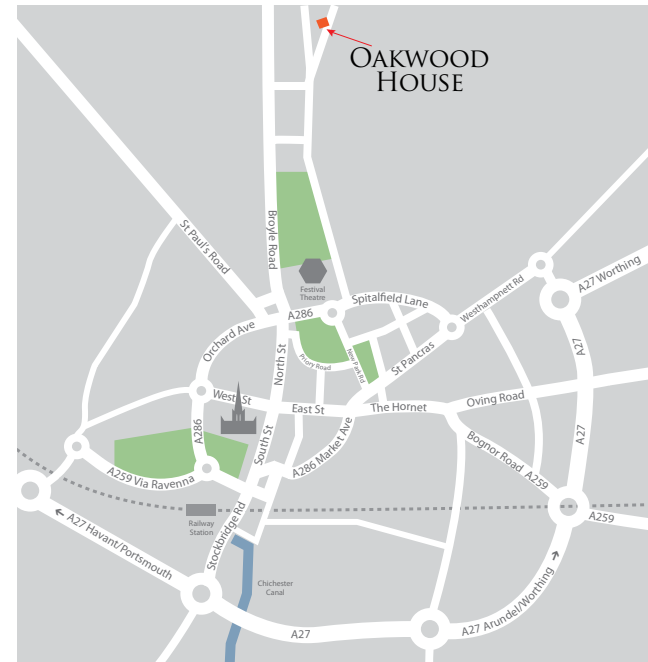 OAKWOOD
HOUSE
St Paul's Road
Broyle Road
Festival
Theatre
A27 Worthing
Westhampnett Rd
Spitalfield Lane
A286
Orchard Ave
A27
North St
Priory Road
New Park Rd
St Pancras
West St
East St
The Hornet
Oving Road
A286
South St
A286 Market Ave
Bognor Road
A259
A27
A259 Via Ravenna
Railway
Station
Stockbridge Rd
A259
A27 Havant/Portsmouth
Chichester
Canal
A27
A27 Arundel/Worthing